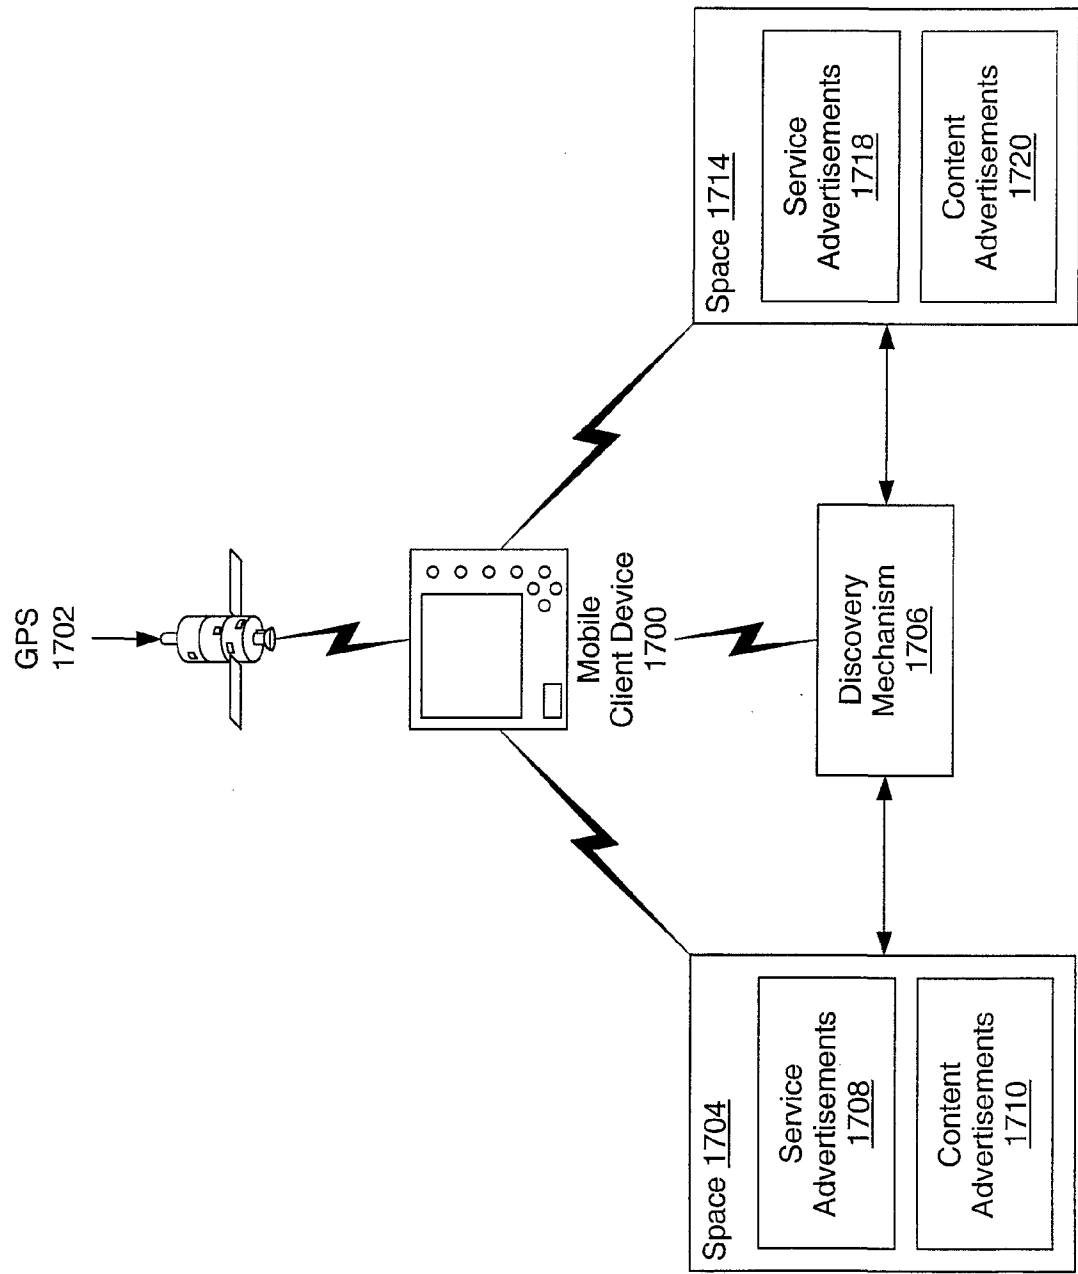 GPS
1702
Mobile
Client Device
1700
Space 1704
Service
Advertisements
1708
Content
Advertisements
1710
Discovery
Mechanism
1706
Space 1714
Service
Advertisements
1718
Content
Advertisements
1720